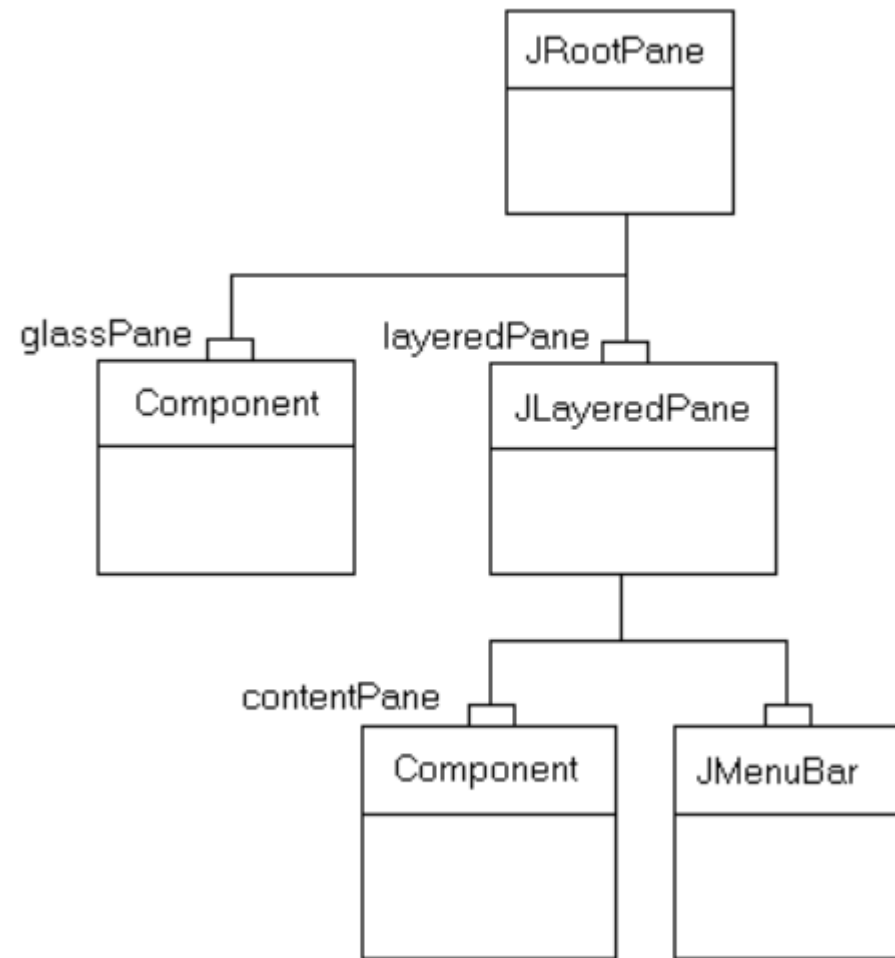 JRootPane
glassPane
layeredPane
Component
JLayeredPane
contentPane
Component
JMenuBar